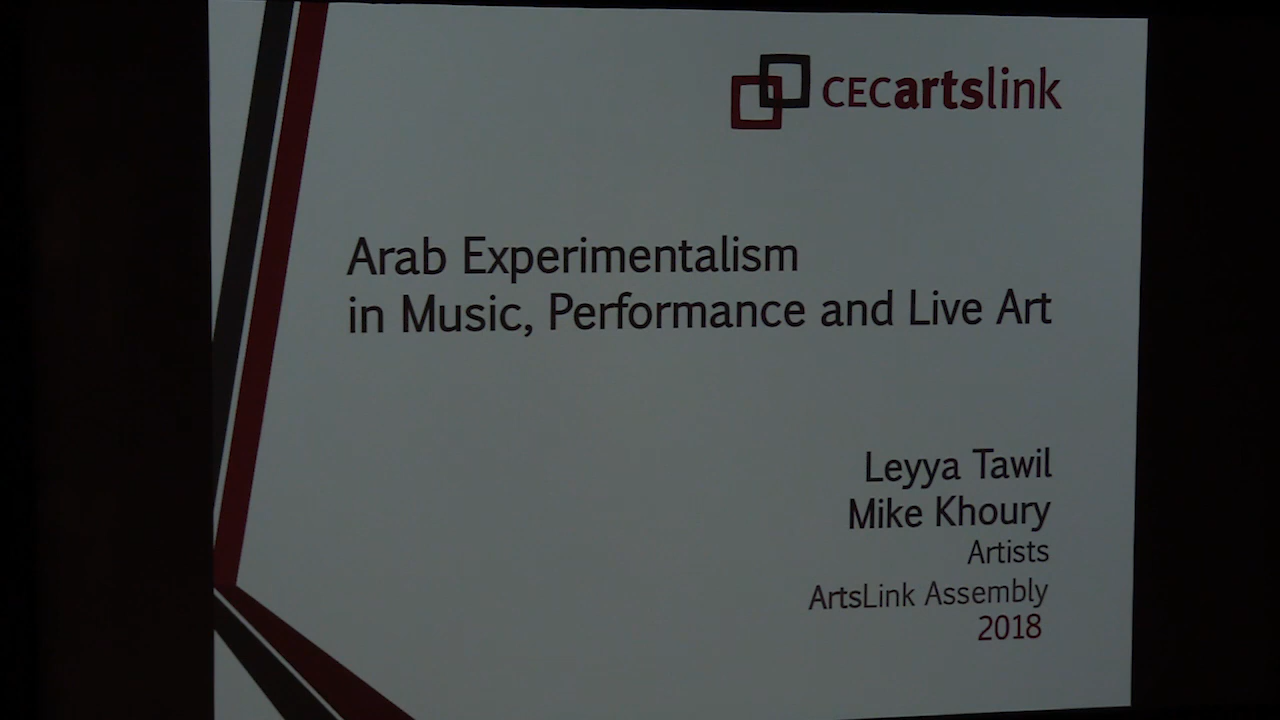 CECartslink
Arab Experimentalism
in Music, Performance and Live Art
Leyya Tawil
Mike Khoury
Artists
ArtsLink Assembly
2018